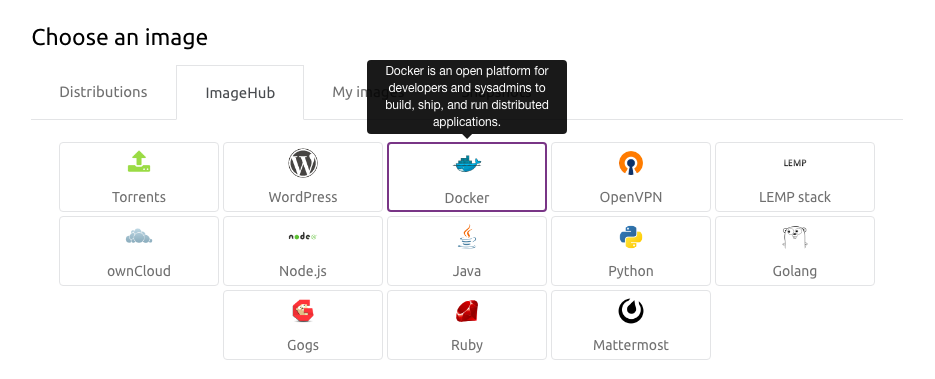 Choose an image
Docker is an open platform for
developers and sysadmins to
build, ship, and run distributed
applications.
Distributions
ImageHub
My images
Torrents
WordPress
Docker
OpenVPN
LEMP
LEMP stack
ownCloud
node
Node.js
Java
Python
Golang
Gogs
Ruby
Mattermost